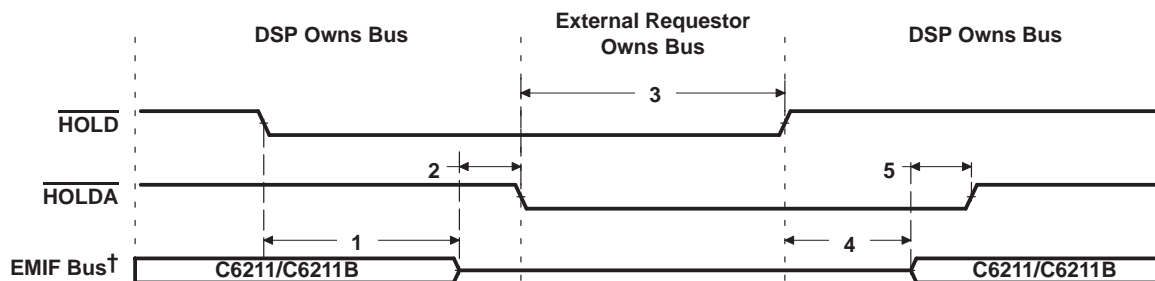 DSP Owns Bus
External Requestor
Owns Bus
DSP Owns Bus
3
HOLD
2
5
HOLDA
1
4
EMIF Bus†
C6211/C6211B
C6211/C6211B